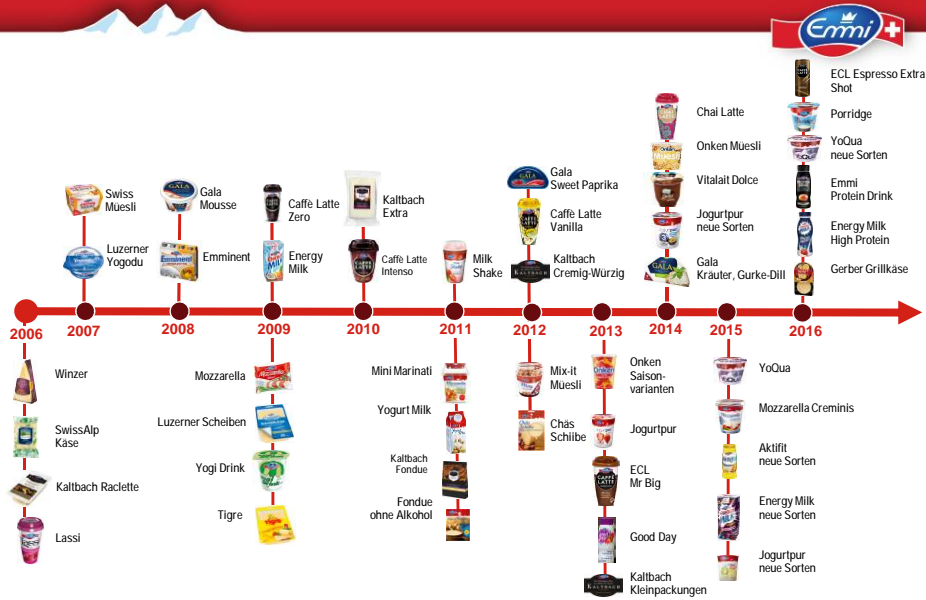 Emmi
ECL Espresso Extra
Shot
Chai Latte
Porridge
Onken Müesli
YoQua
neue Sorten
Gala
Sweet Paprika
Vitalait Dolce
Emmi
Protein Drink
Swiss
Müesli
Gala
Mousse
Caffè Latte
Zero
Kaltbach
Extra
Caffè Latte
Vanilla
Jogurtpur
neue Sorten
Energy Milk
High Protein
Luzerner
Yogodu
Emminent
Energy
Milk
Caffè Latte
Intenso
Milk
Shake
Kaltbach
Cremig-Würzig
Gala
Kräuter, Gurke-Dill
Gerber Grillkäse
2006
2007
2008
2009
2010
2011
2012
2013
2014
2015
2016
Winzer
Mozzarella
Mini Marinati
Mix-it
Müesli
Onken
Saison-
varianten
YoQua
SwissAlp
Käse
Luzerner Scheiben
Yogurt Milk
Chäs
Schiibe
Jogurtpur
Mozzarella Creminis
Kaltbach Raclette
Yogi Drink
Kaltbach
Fondue
ECL
Mr Big
Aktifit
neue Sorten
Lassi
Tigre
Fondue
ohne Alkohol
Good Day
Energy Milk
neue Sorten
Kaltbach
Kleinpackungen
Jogurtpur
neue Sorten